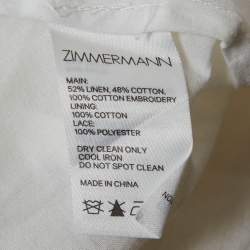 ZIMMERMANN
MAIN:
52% LINEN, 48% COTTON,
100% COTTON EMBROIDERY
LINING:
100% COTTON
LACE:
100% POLYESTER
DRY CLEAN ONLY
COOL IRON
DO NOT SPOT CLEAN
MADE IN CHINA